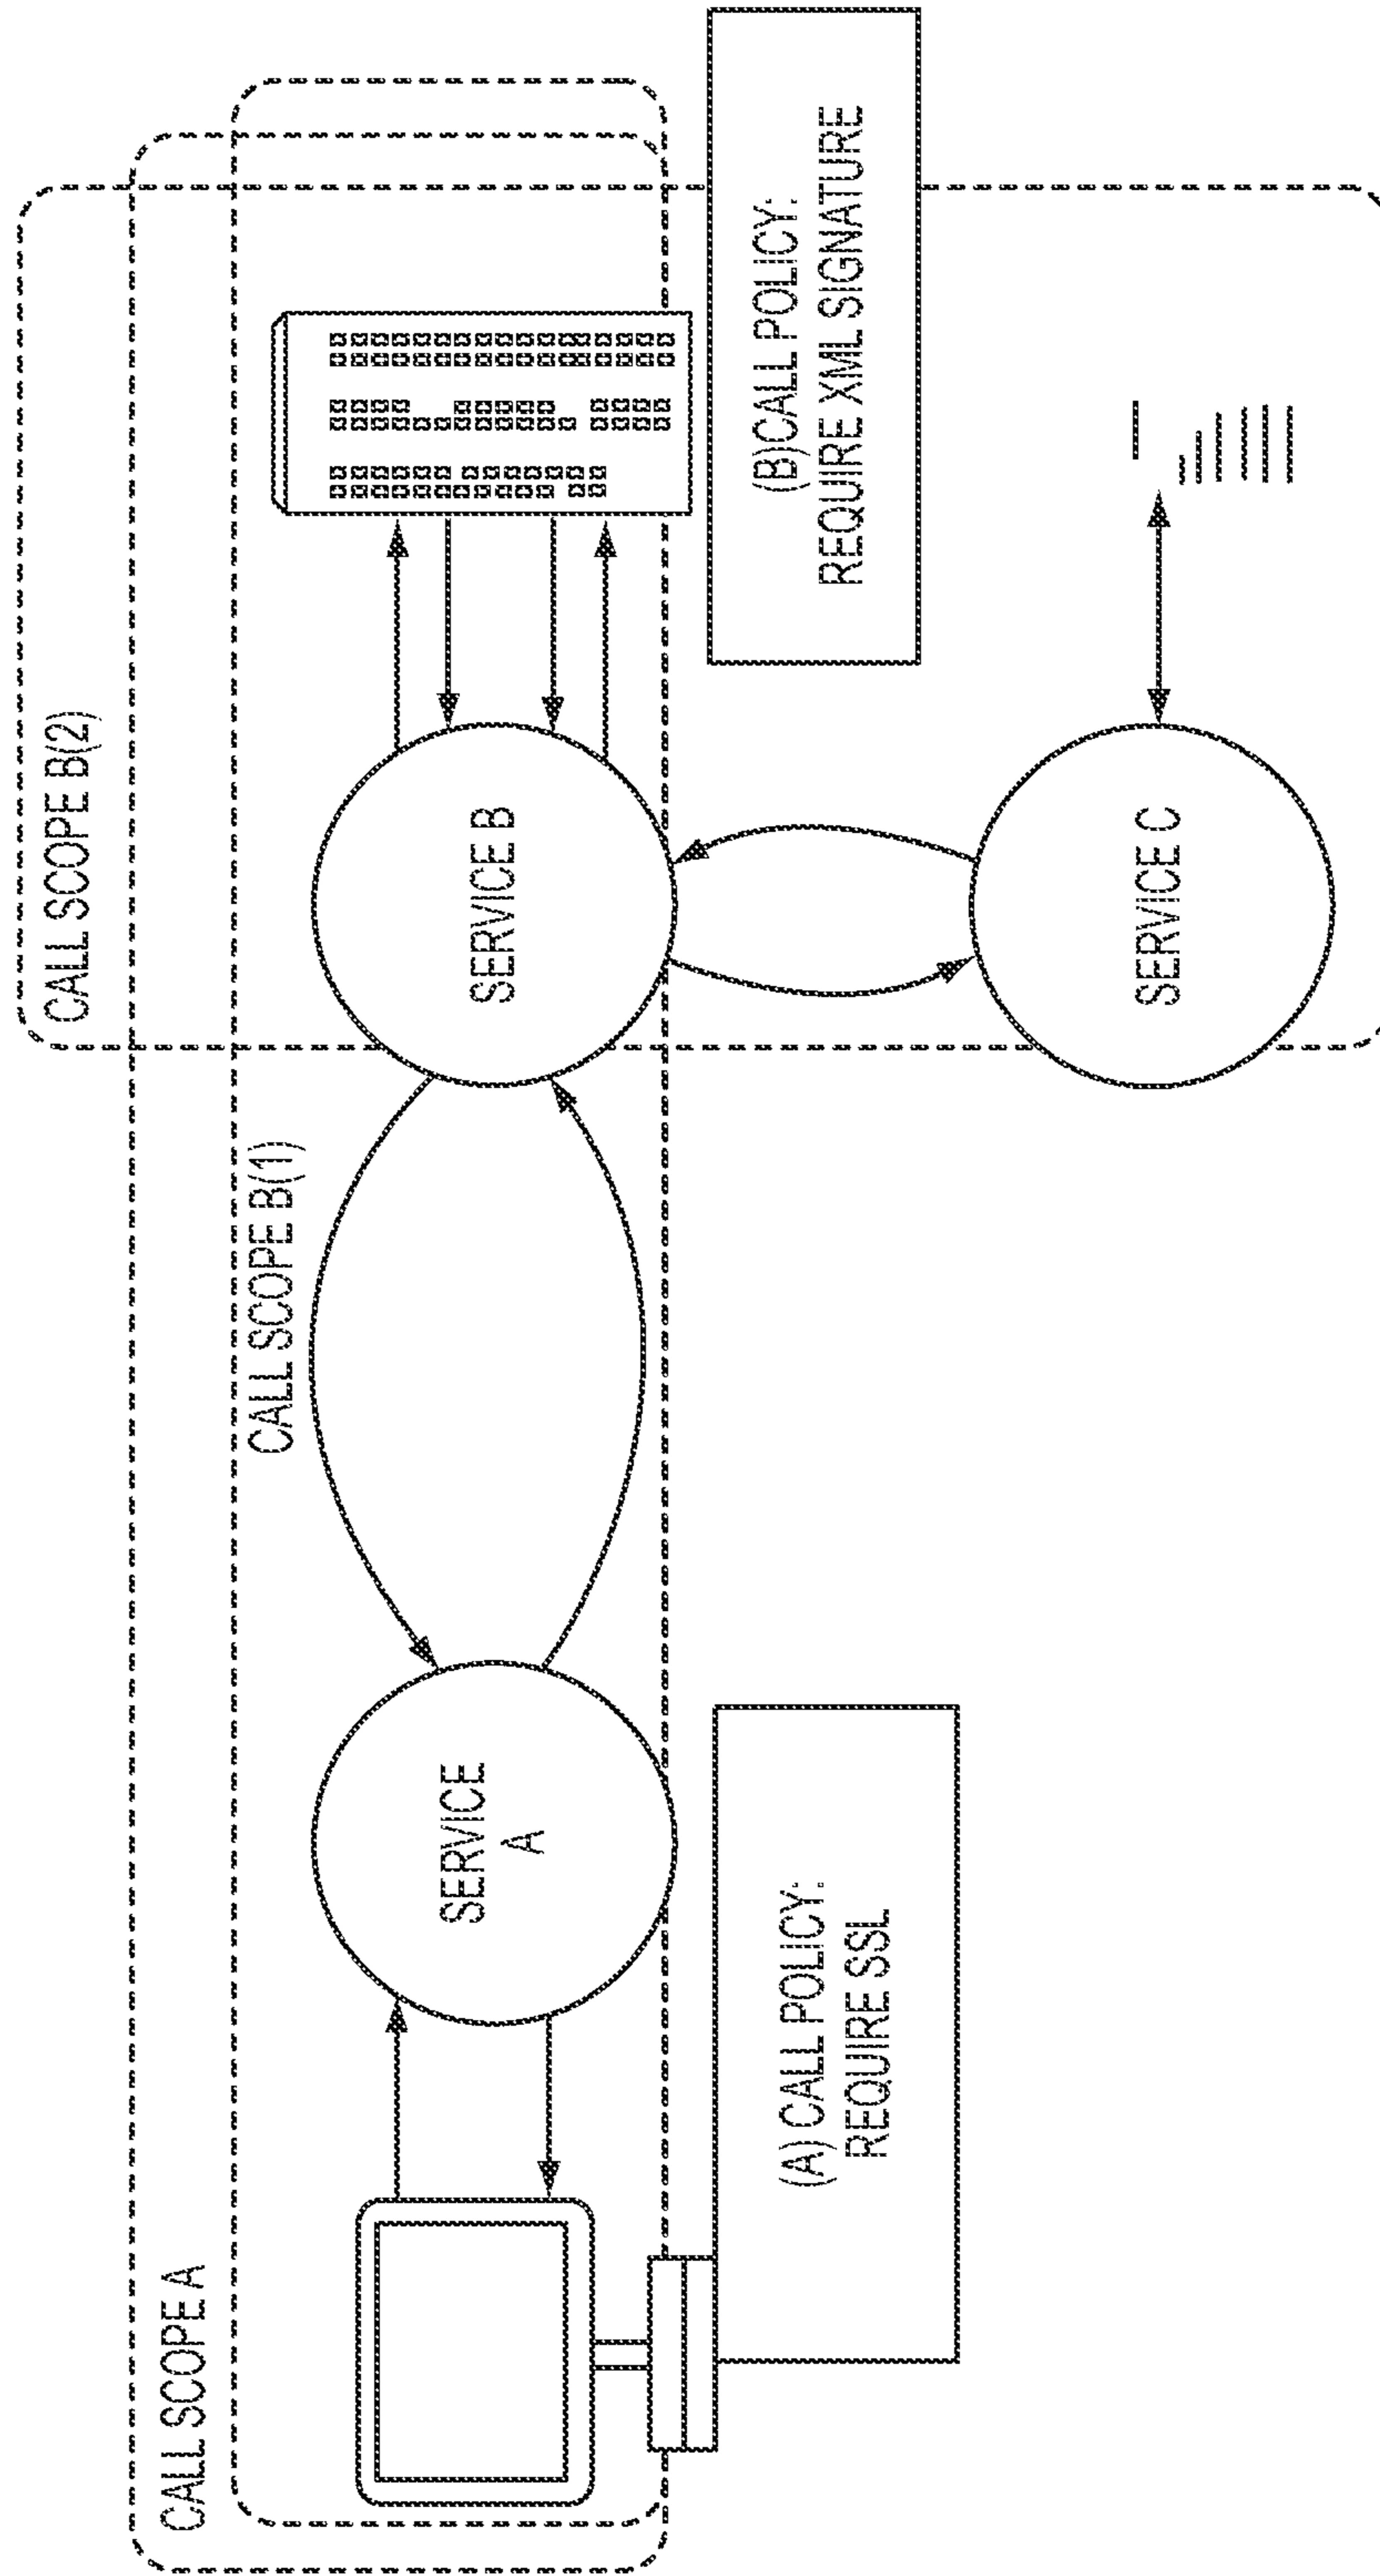 CALL SCOPE A
CALL SCOPE B(2)
CALL SCOPE B(1)
SERVICE
A
SERVICE B
(A) CALL POLICY:
REQUIRE SSL
(B)CALL POLICY:
REQUIRE XML SIGNATURE
SERVICE C